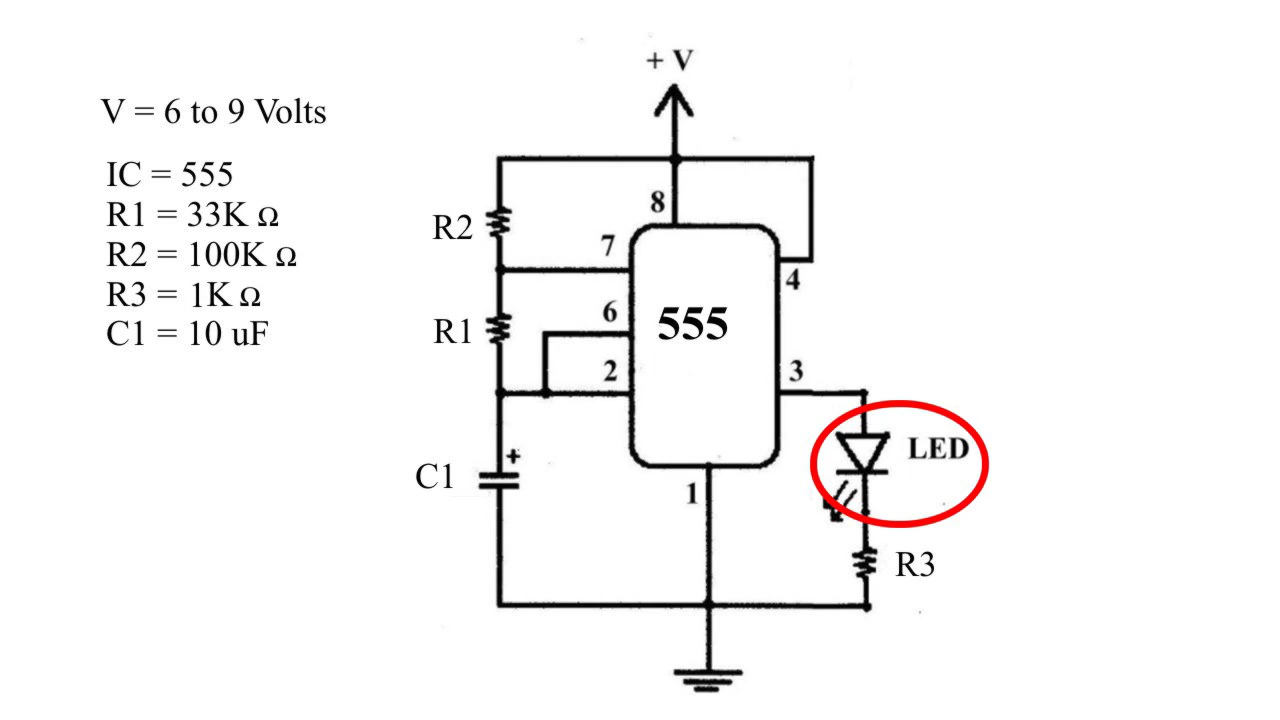 V = 6 to 9 Volts
IC = 555
R1 = 33K Ω
R2 = 100K Ω
R3 = 1K Ω
C1 = 10 uF
+ V
8
R2
7
4
6
555
R1
2
3
LED
+
C1
1
R3